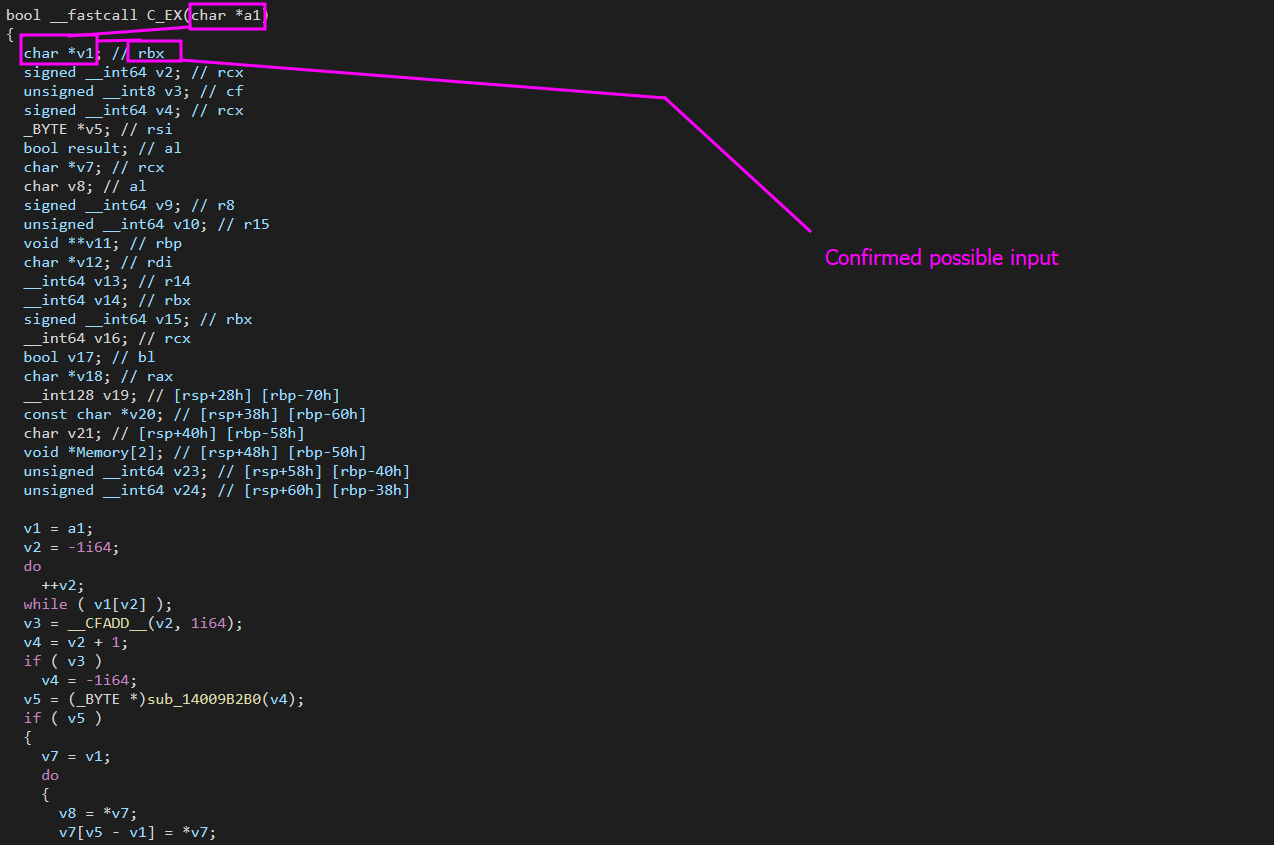 bool __fastcall C_EX(char *a1)
{
char *v1; // rbx
signed __int64 v2; // rcx
unsigned __int8 v3; // cf
signed __int64 v4; // rcx
_BYTE *v5; // rsi
bool result; // al
char *v7; // rcx
char v8; // al
signed __int64 v9; // r8
unsigned __int64 v10; // r15
void **v11; // rbp
Confirmed possible input
char *v12; // rdi
__int64 v13; // r14
__int64 v14; // rbx
signed __int64 v15; // rbx
__int64 v16; // rcx
bool v17; // bl
char *v18; // rax
__int128 v19; // [rsp+28h] [rbp-70h]
const char *v20; // [rsp+38h] [rbp-60h]
char v21; // [rsp+40h] [rbp-58h]
void *Memory[2]; // [rsp+48h] [rbp-50h]
unsigned __int64 v23; // [rsp+58h] [rbp-40h]
unsigned __int64 v24; // [rsp+60h] [rbp-38h]
v1 = a1;
v2 = -1i64;
do
++v2;
while ( v1[v2] );
v3 = __CFADD__(v2, 1i64);
v4 = v2 + 1;
if ( v3 )
v4 = -1i64;
v5 = (_BYTE *)sub_14009B2B0(v4);
if ( v5 )
{
v7 = v1;
do
{
v8 = *v7;
v7[v5 - v1] = *v7;